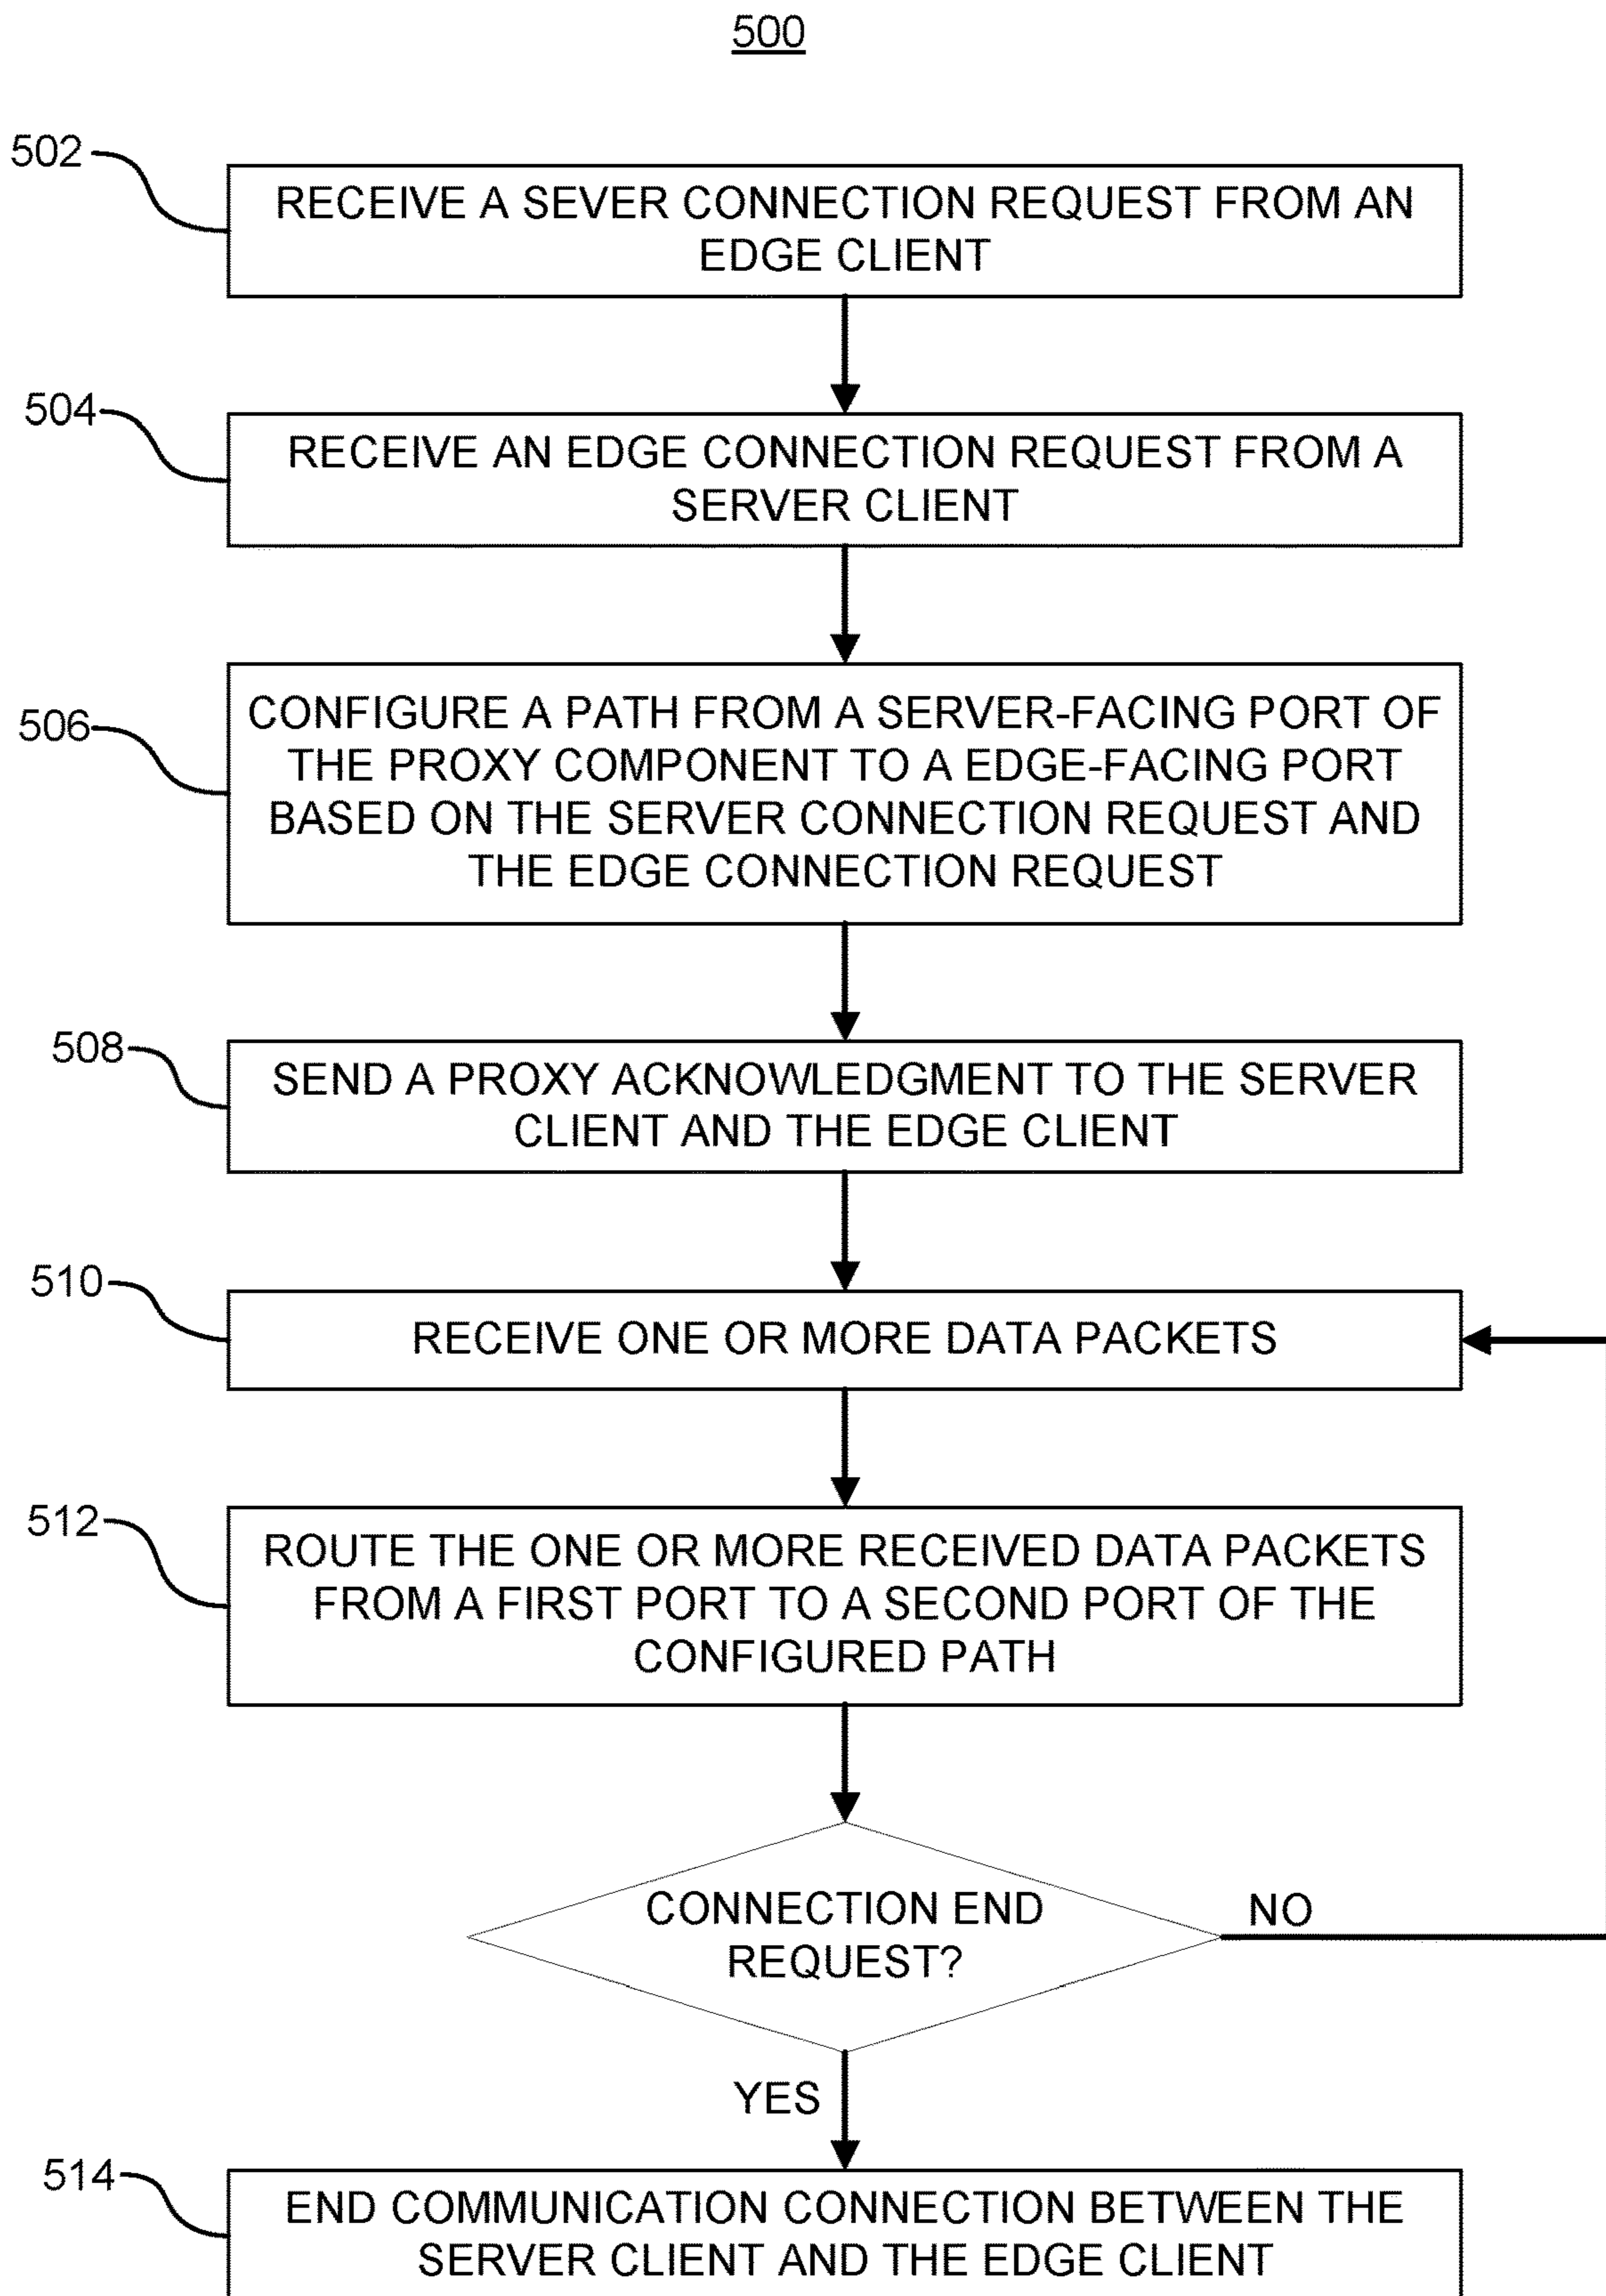 500
502
RECEIVE A SEVER CONNECTION REQUEST FROM AN
EDGE CLIENT
504
RECEIVE AN EDGE CONNECTION REQUEST FROM A
SERVER CLIENT
506
CONFIGURE A PATH FROM A SERVER-FACING PORT OF
THE PROXY COMPONENT TO A EDGE-FACING PORT
BASED ON THE SERVER CONNECTION REQUEST AND
THE EDGE CONNECTION REQUEST
508
SEND A PROXY ACKNOWLEDGMENT TO THE SERVER
CLIENT AND THE EDGE CLIENT
510
RECEIVE ONE OR MORE DATA PACKETS
512
ROUTE THE ONE OR MORE RECEIVED DATA PACKETS
FROM A FIRST PORT TO A SECOND PORT OF THE
CONFIGURED PATH
CONNECTION END
REQUEST?
NO
YES
514
END COMMUNICATION CONNECTION BETWEEN THE
SERVER CLIENT AND THE EDGE CLIENT